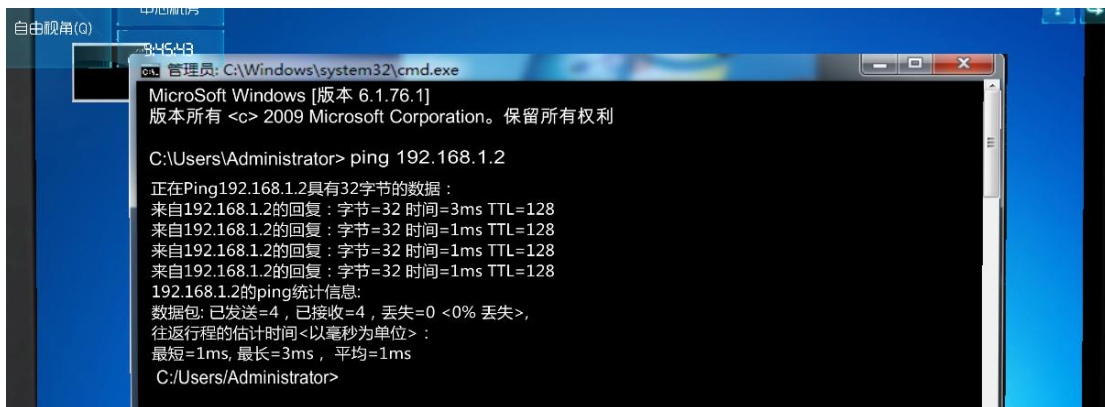 自由视角(Q)
中心机房
9:45:43
管理员: C:\Windows\system32\cmd.exe
MicroSoft Windows [版本 6.1.76.1]
版本所有 <c> 2009 Microsoft Corporation。保留所有权利
C:\Users\Administrator> ping 192.168.1.2
正在Ping192.168.1.2具有32字节的数据：
来自192.168.1.2的回复：字节=32 时间=3ms TTL=128
来自192.168.1.2的回复：字节=32 时间=1ms TTL=128
来自192.168.1.2的回复：字节=32 时间=1ms TTL=128
来自192.168.1.2的回复：字节=32 时间=1ms TTL=128
192.168.1.2的ping统计信息:
数据包: 已发送=4，已接收=4，丢失=0 <0% 丢失>,
往返行程的估计时间<以毫秒为单位>：
最短=1ms, 最长=3ms， 平均=1ms
C:/Users/Administrator>